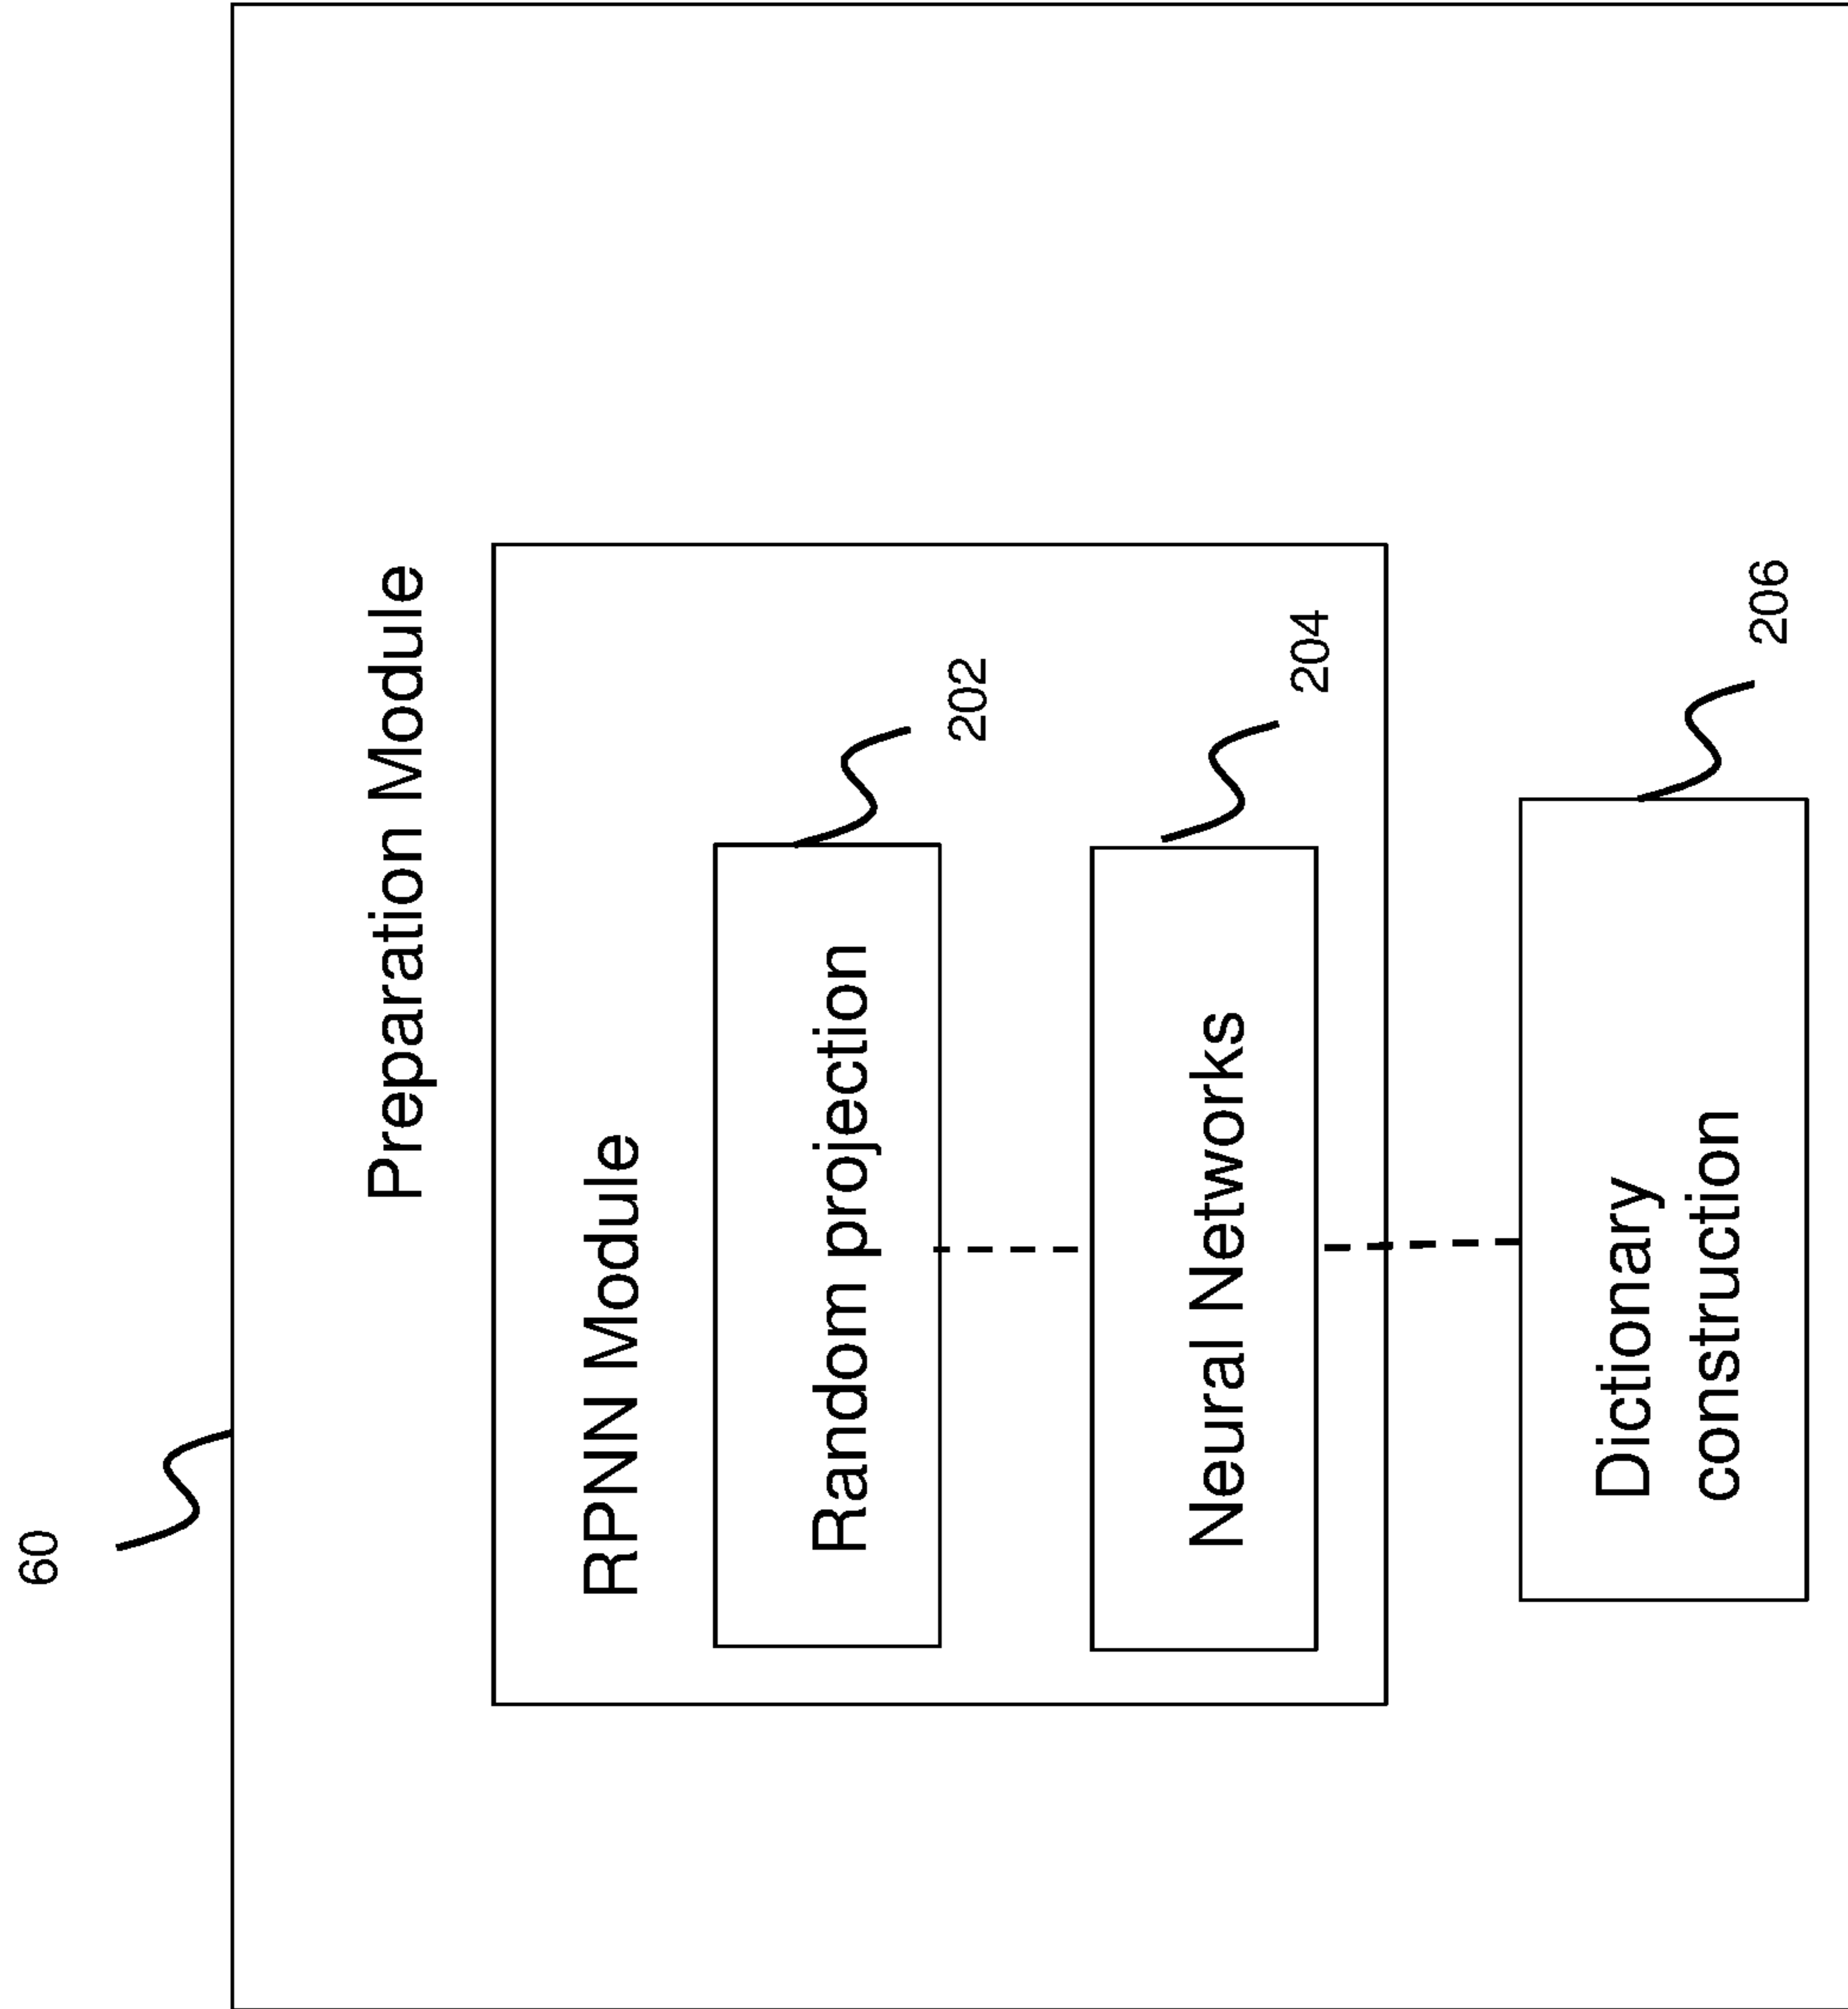 60
Preparation Module
RPNN Module
Random projection
202
Neural Networks
204
Dictionary
construction
206